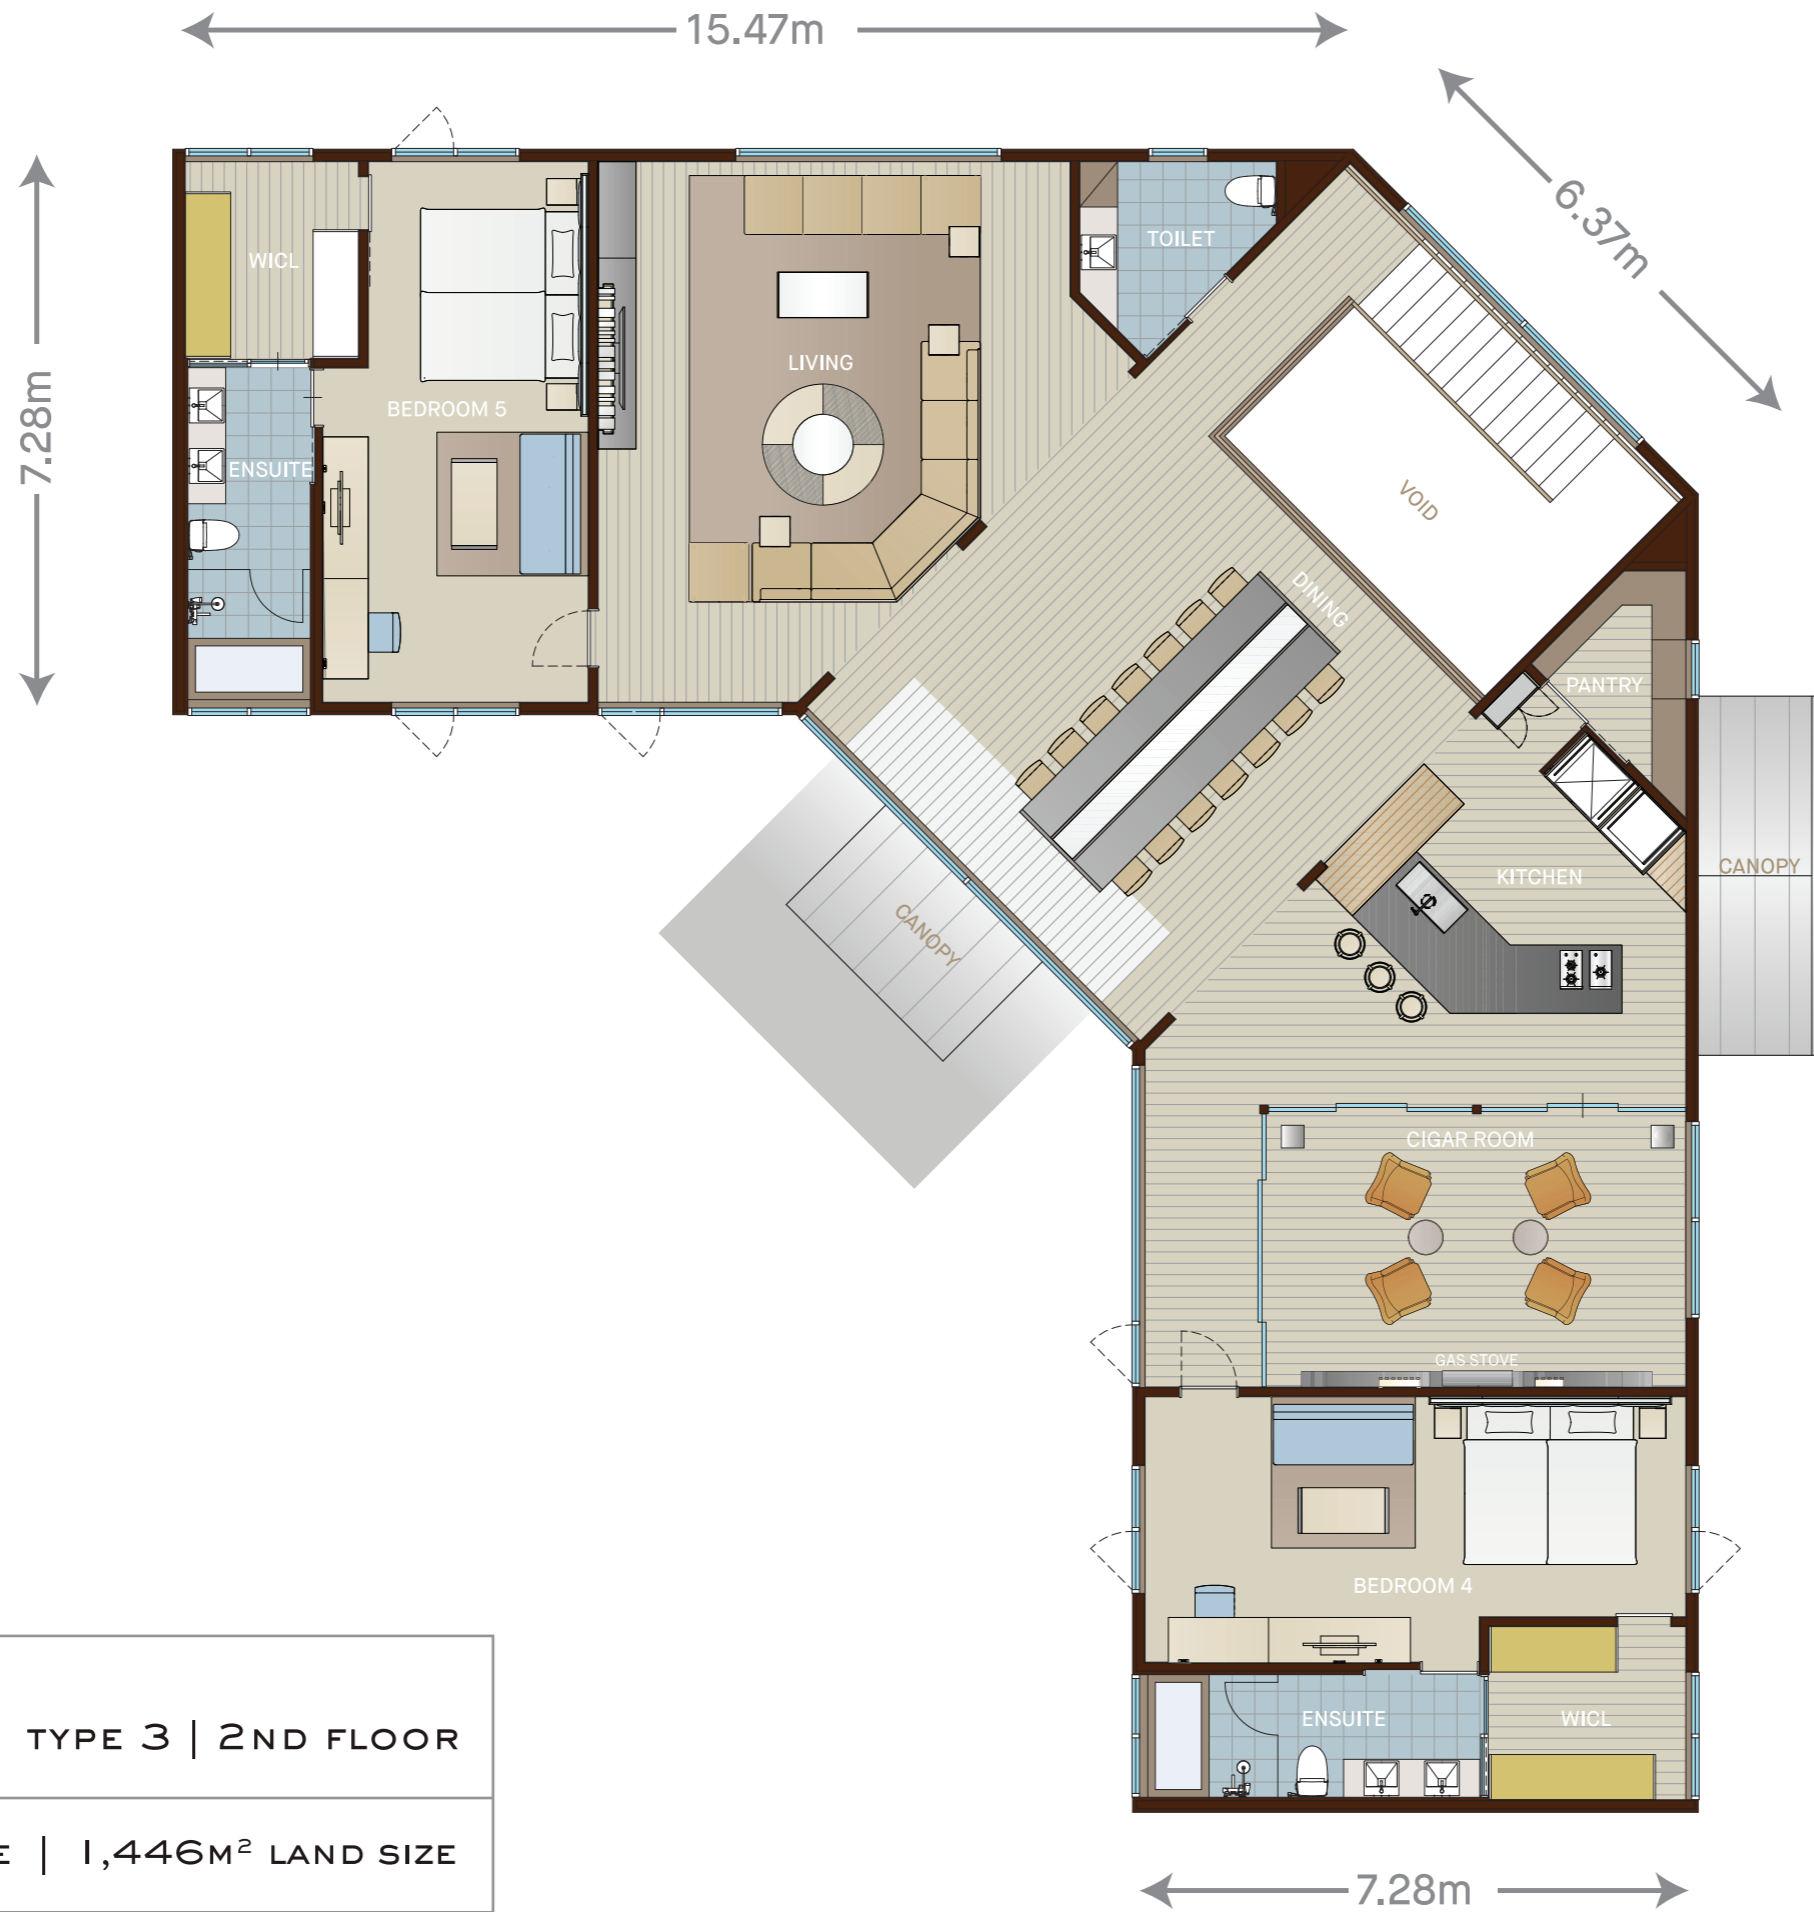 15.47m
6.37m
7.28m
WICL
TOILET
LIVING
BEDROOM 5
ENSUITE
VOID
DINING
PANTRY
KITCHEN
CANOPY
CANOPY
CIGAR ROOM
GAS STOVE
BEDROOM 4
ENSUITE
WICL
TYPE 3 | 2ND FLOOR
E | 1,446M² LAND SIZE
7.28m